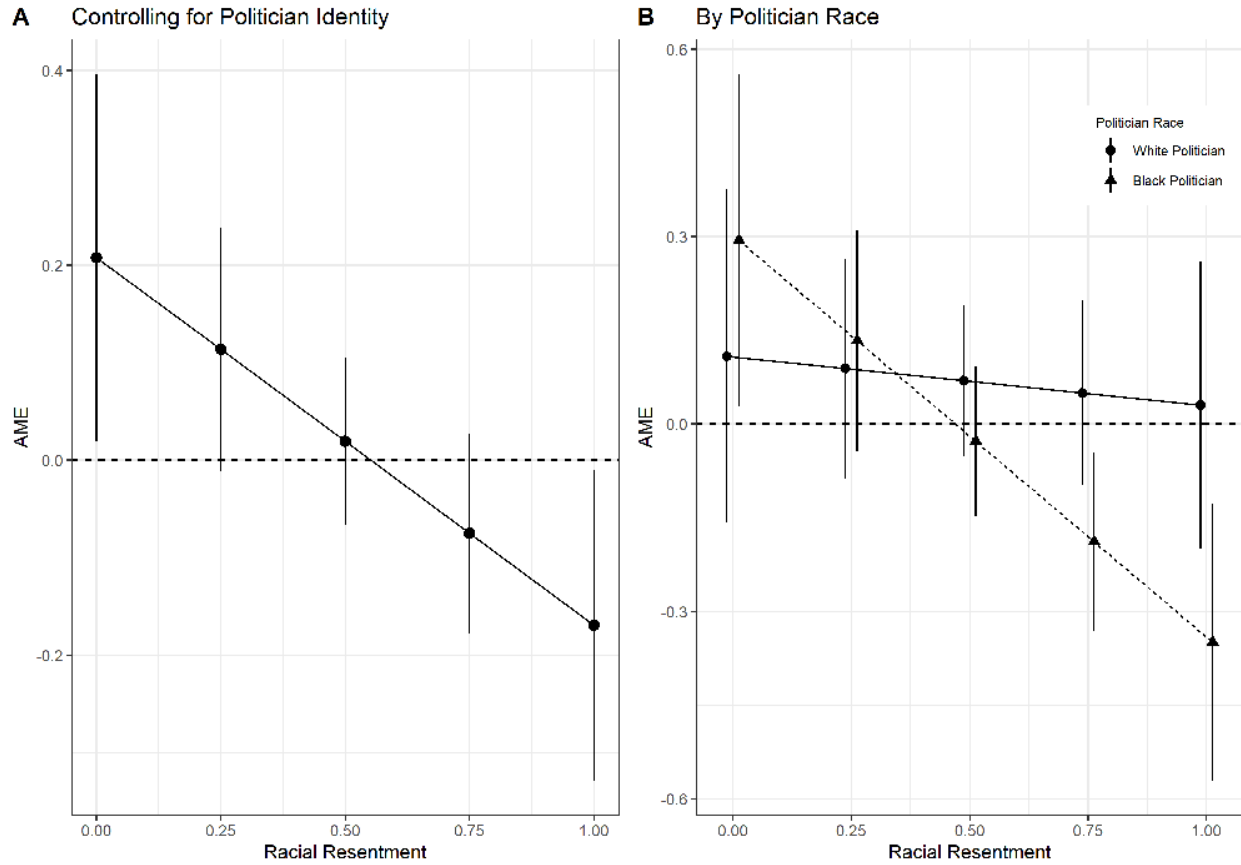 A Controlling for Politician Identity
0.4
0.2
0.0
-0.2
AME
0.00 0.25 0.50 0.75 1.00
Racial Resentment
B By Politician Race
0.6
0.3
0.0
-0.3
-0.6
AME
Politician Race
White Politician
Black Politician
0.00 0.25 0.50 0.75 1.00
Racial Resentment